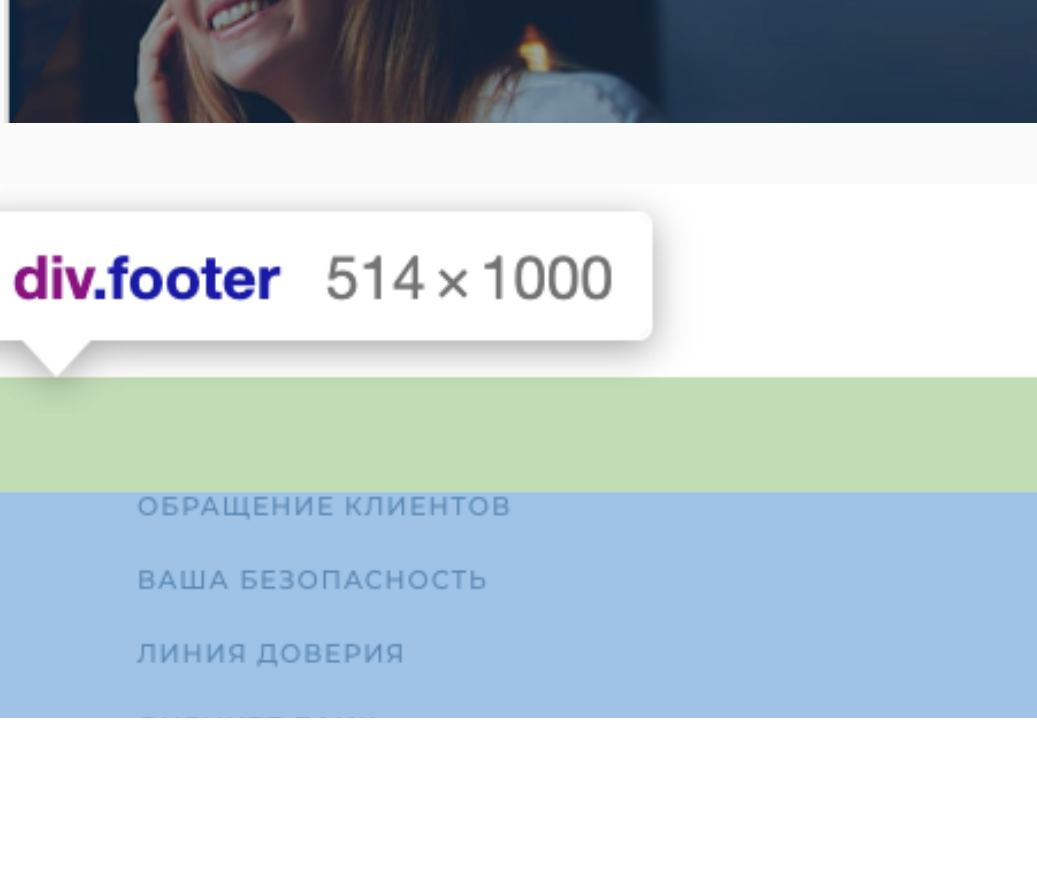 div.footer 514 × 1000
ОБРАЩЕНИЕ КЛИЕНТОВ
ВАША БЕЗОПАСНОСТЬ
ЛИНИЯ ДОВЕРИЯ